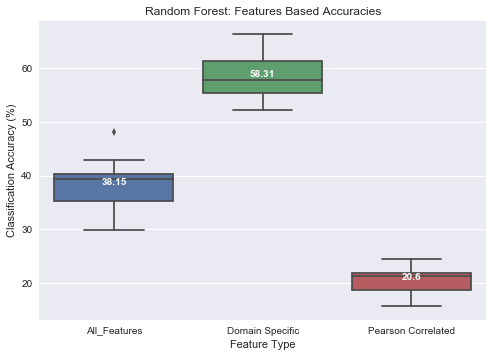 Random Forest: Features Based Accuracies
Classification Accuracy (%)
60
50
40
30
20
58.31
38.15
20.6
All_Features
Domain Specific
Pearson Correlated
Feature Type